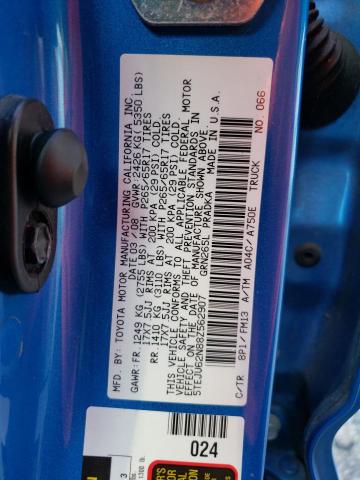 MFD. BY: TOYOTA MOTOR MANUFACTURING CALIFORNIA INC
DATE 03 / 08 GVWR: 2426 KG( 5350 LBS)
GAWR:FR. 1249 KG (2755 LBS) WITH P265/65R17 TIRES
17X7.5JJ RIMS AT 200 KPA (29 PSI) COLD
RR. 1410 KG (3110 LBS) WITH P265/65R17 TIRES
17X7.5JJ RIMS AT 200 KPA (29 PSI) COLD.
THIS VEHICLE CONFORMS TO ALL APPLICABLE FEDERAL MOTOR
VEHICLE SAFETY AND THEFT PREVENTION STANDARDS IN
EFFECT ON THE DATE OF MANUFACTURE SHOWN ABOVE.
5TEJU62N88Z562907 GRN265L PRADKA MADE IN U.S.A.
TRUCK
C/TR 8P1/ FM13 A/TM A04C/ A750E NO. 066
024